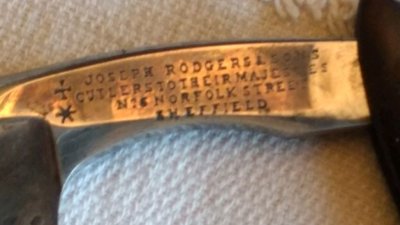 JOSEPH RODGERS & SONS
CUTLERS TO THEIR MAJESTIES
No 6 NORFOLK STREET
SHEFFIELD